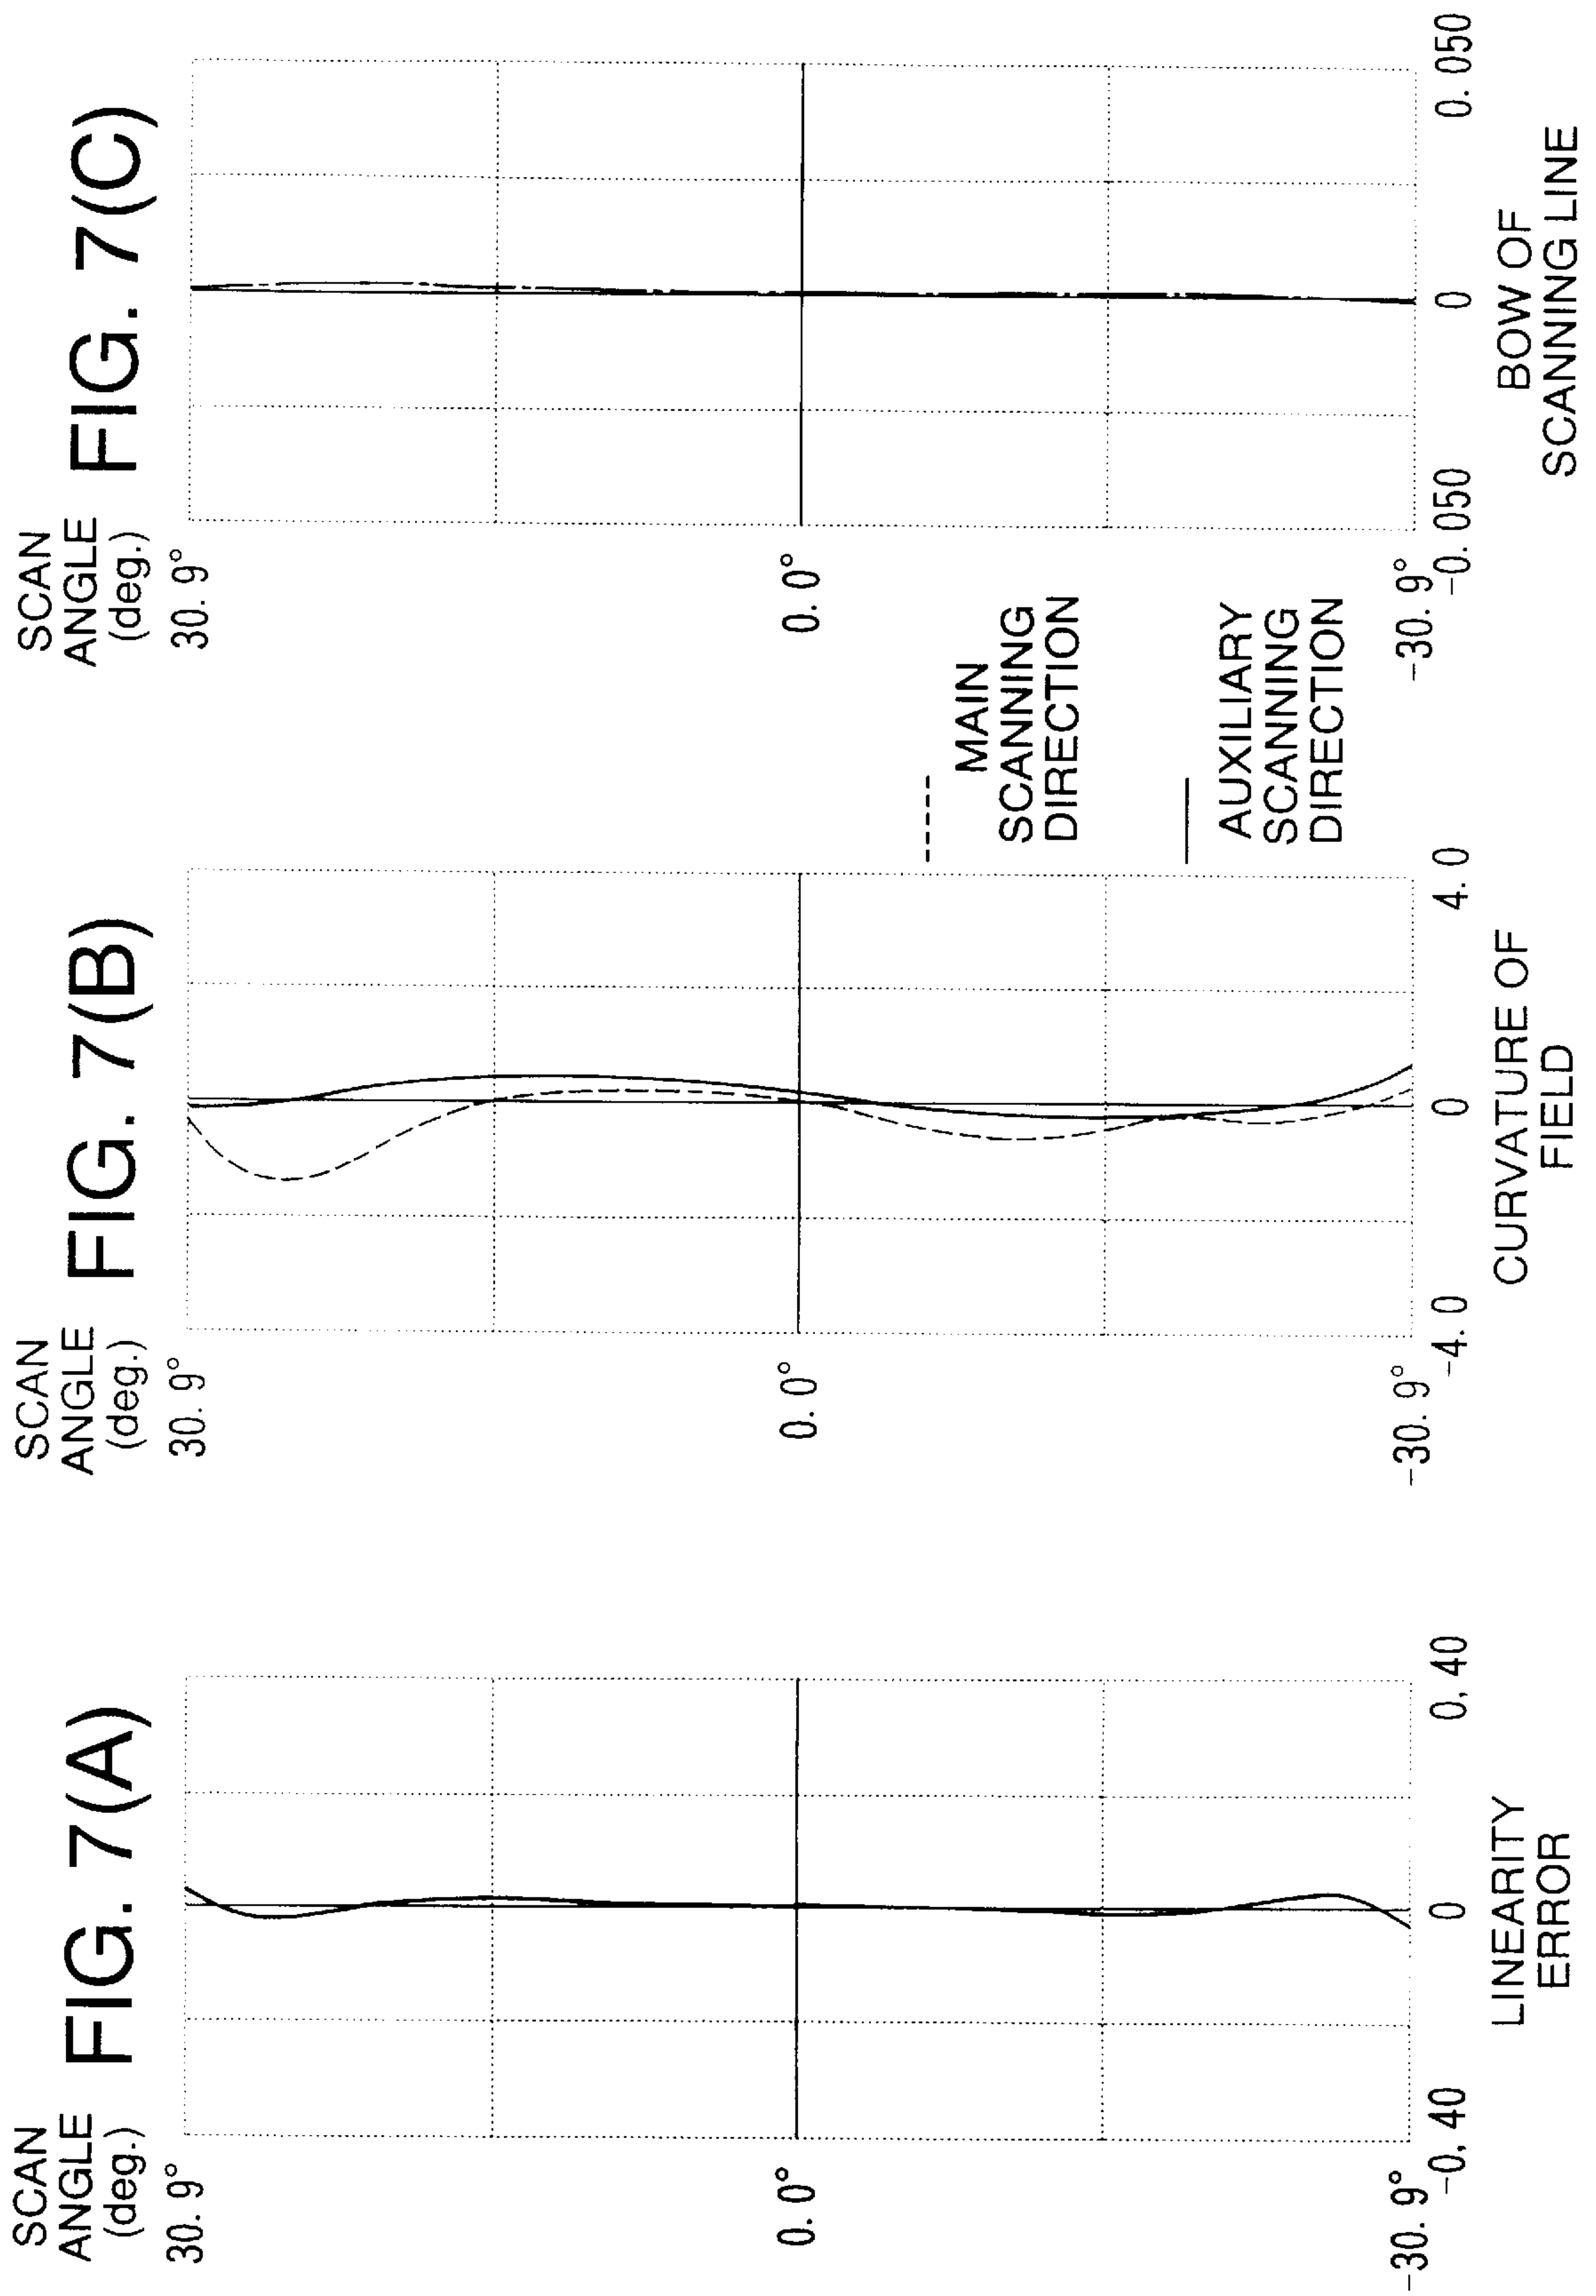 FIG. 7(A)
SCAN
ANGLE
(deg.)
30. 9°
0. 0°
-30. 9°
-0, 40
0
0, 40
LINEARITY
ERROR
FIG. 7(B)
SCAN
ANGLE
(deg.)
30. 9°
0. 0°
-30. 9°
-4. 0
0
4. 0
CURVATURE OF
FIELD
MAIN
SCANNING
DIRECTION
AUXILIARY
SCANNING
DIRECTION
FIG. 7(C)
SCAN
ANGLE
(deg.)
30. 9°
0. 0°
-30. 9°
-0. 050
0
0. 050
BOW OF
SCANNING LINE